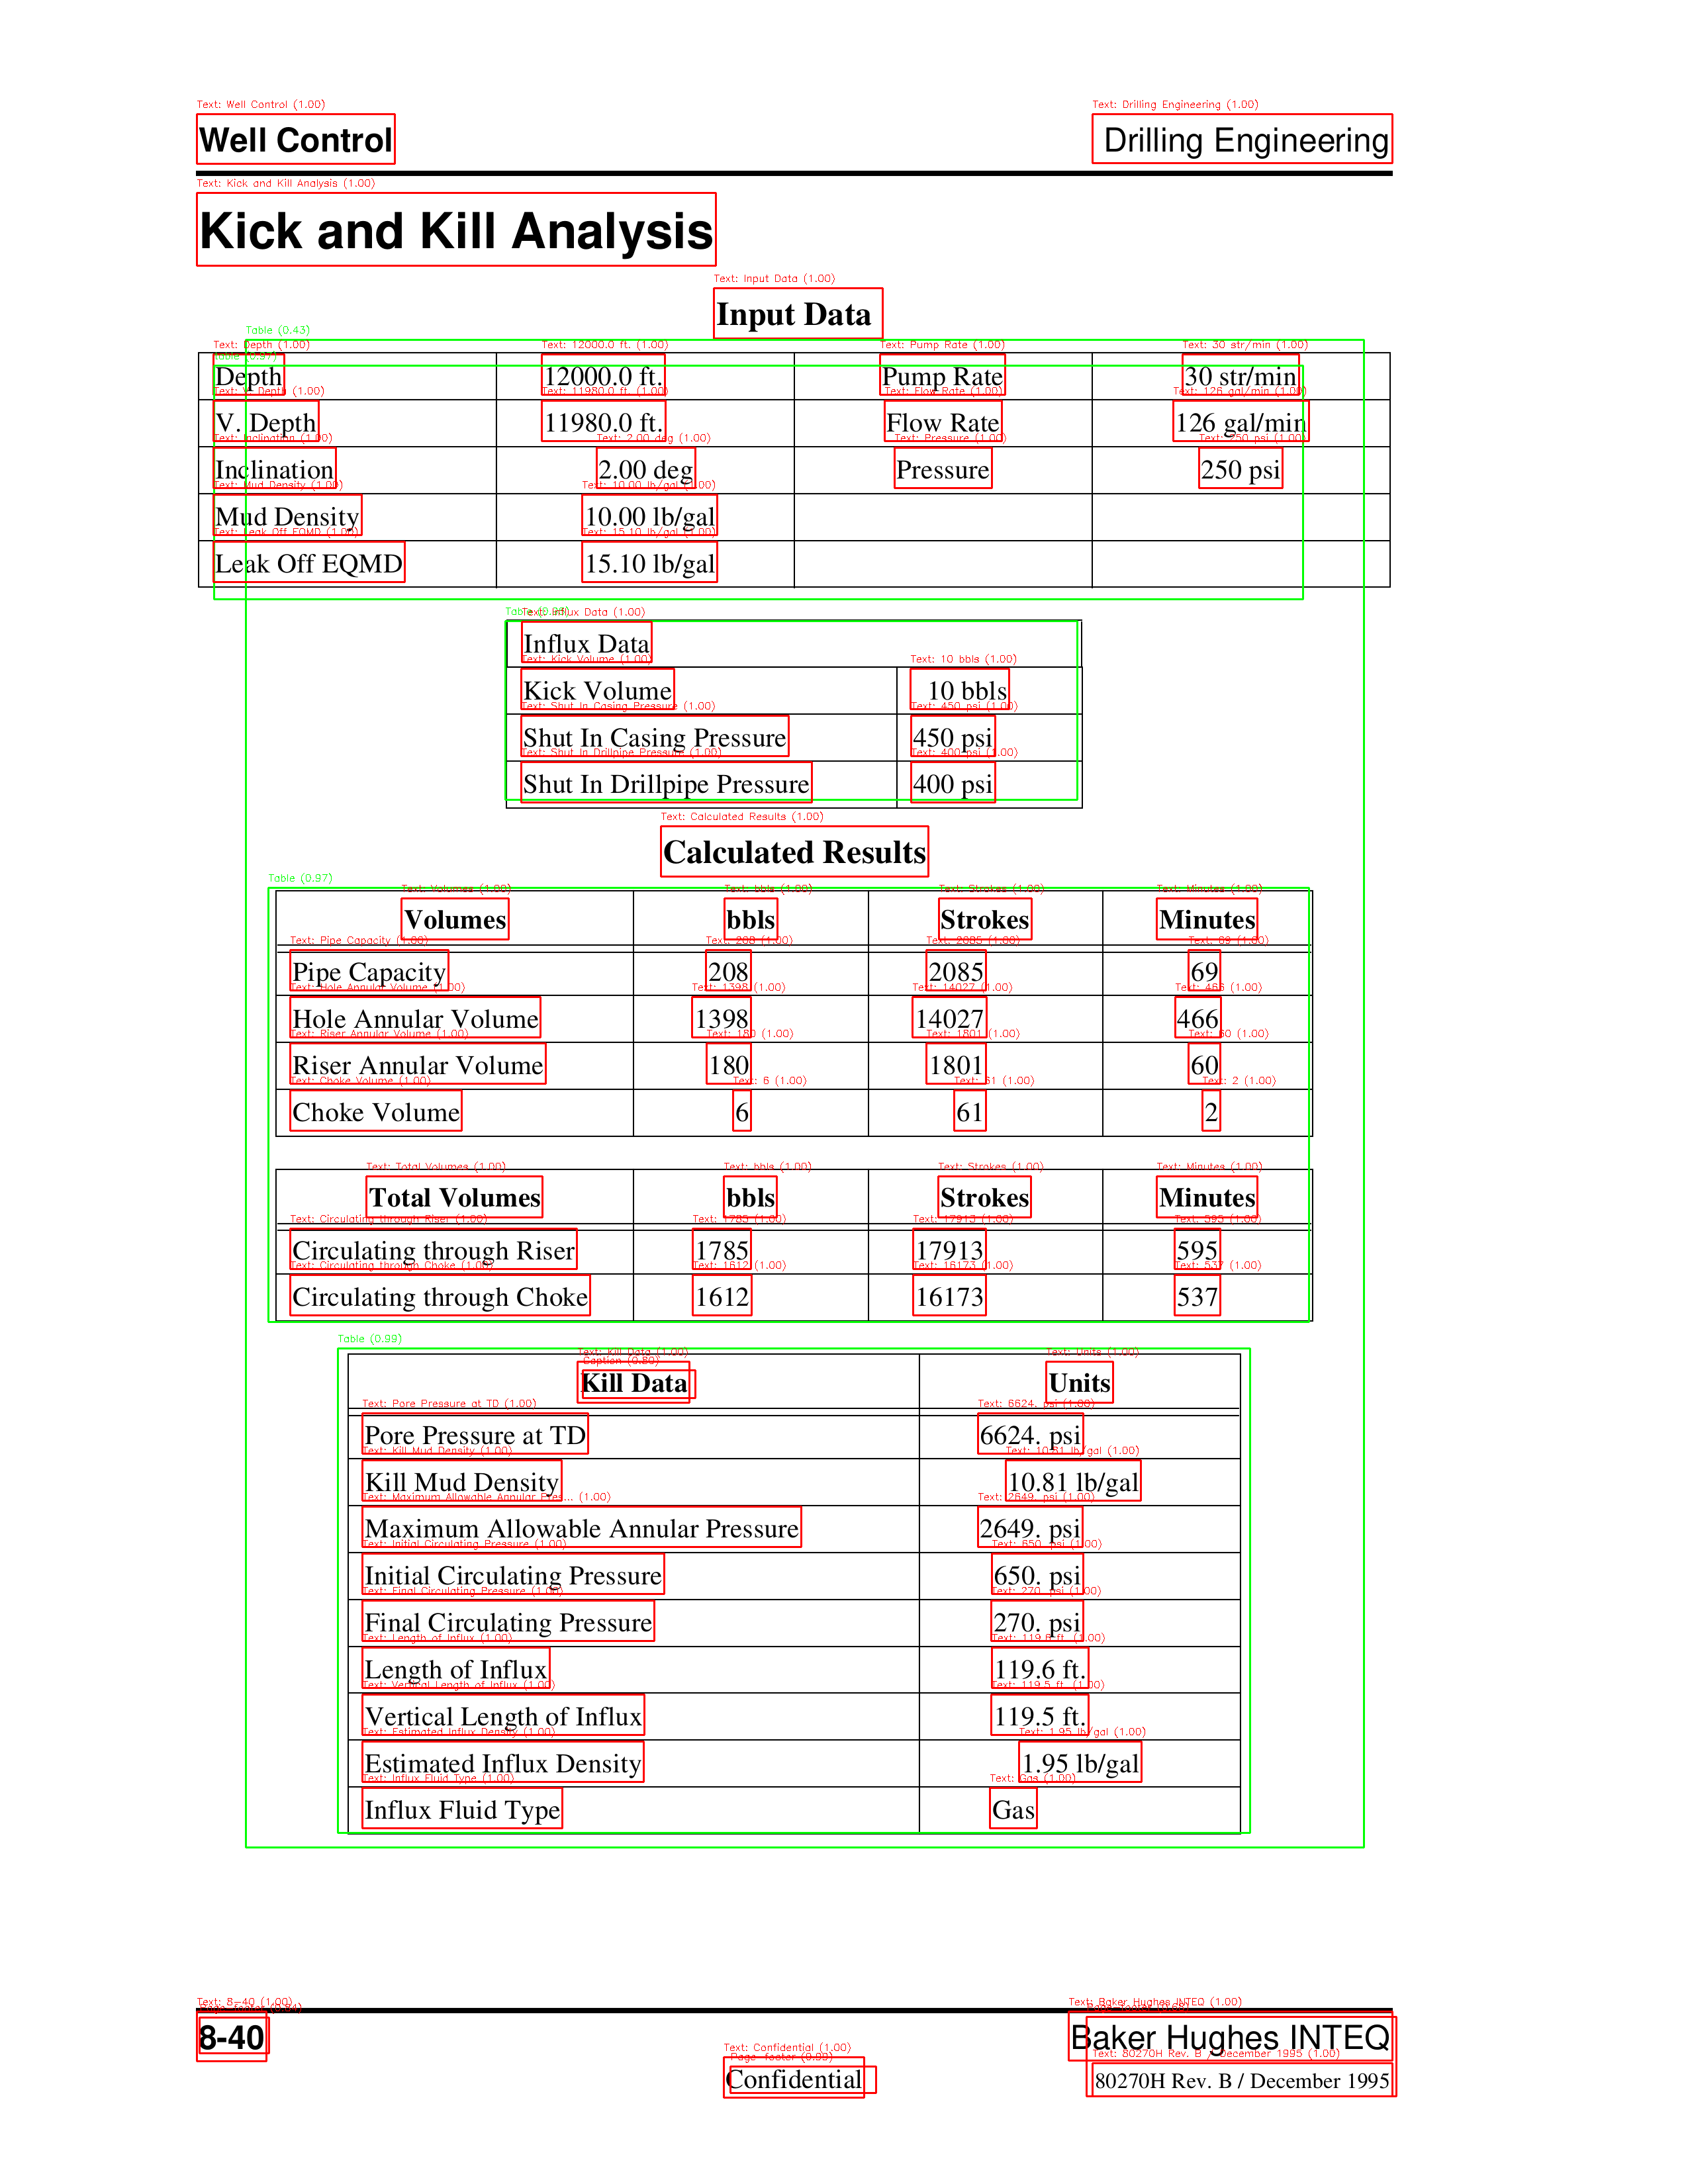 Well Control Drilling Engineering
Kick and Kill Analysis
Input Data
Depth 12000.0 ft. Pump Rate 30 str/min
V. Depth 11980.0 ft. Flow Rate 126 gal/min
Inclination 2.00 deg Pressure 250 psi
Mud Density 10.00 lb/gal
Leak Off EQMD 15.10 lb/gal
Influx Data
Kick Volume 10 bbls
Shut In Casing Pressure 450 psi
Shut In Drillpipe Pressure 400 psi
Calculated Results
Volumes bbls Strokes Minutes
Pipe Capacity 208 2085 69
Hole Annular Volume 1398 14027 466
Riser Annular Volume 180 1801 60
Choke Volume 6 61 2
Total Volumes bbls Strokes Minutes
Circulating through Riser 1785 17913 595
Circulating through Choke 1612 16173 537
Kill Data Units
Pore Pressure at TD 6624. psi
Kill Mud Density 10.81 lb/gal
Maximum Allowable Annular Pressure 2649. psi
Initial Circulating Pressure 650. psi
Final Circulating Pressure 270. psi
Length of Influx 119.6 ft.
Vertical Length of Influx 119.5 ft.
Estimated Influx Density 1.95 lb/gal
Influx Fluid Type Gas
8-40 Baker Hughes INTEQ
Confidential 80270H Rev. B / December 1995